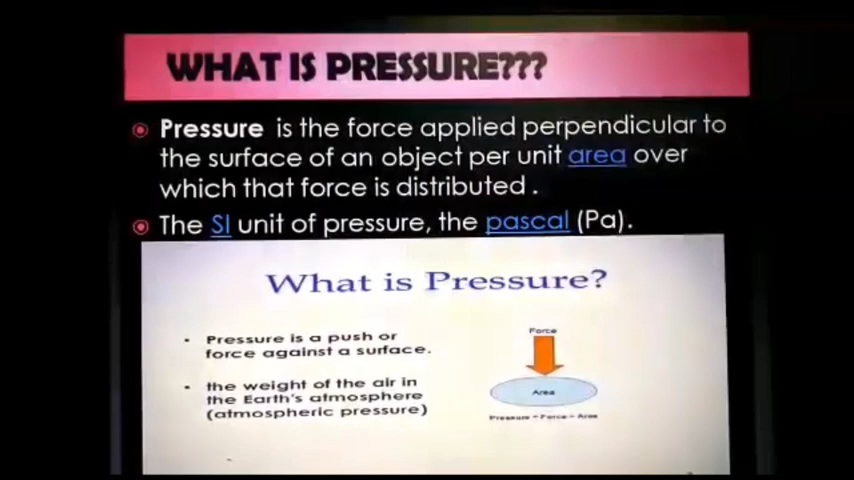 WHAT IS PRESSURE???
Pressure is the force applied perpendicular to
the surface of an object per unit area over
which that force is distributed .
The SI unit of pressure, the pascal (Pa).
What is Pressure?
• Pressure is a push or
force against a surface.
• the weight of the air in
the Earth's atmosphere
(atmospheric pressure)
Force
Area
Pressure = Force ÷ Area